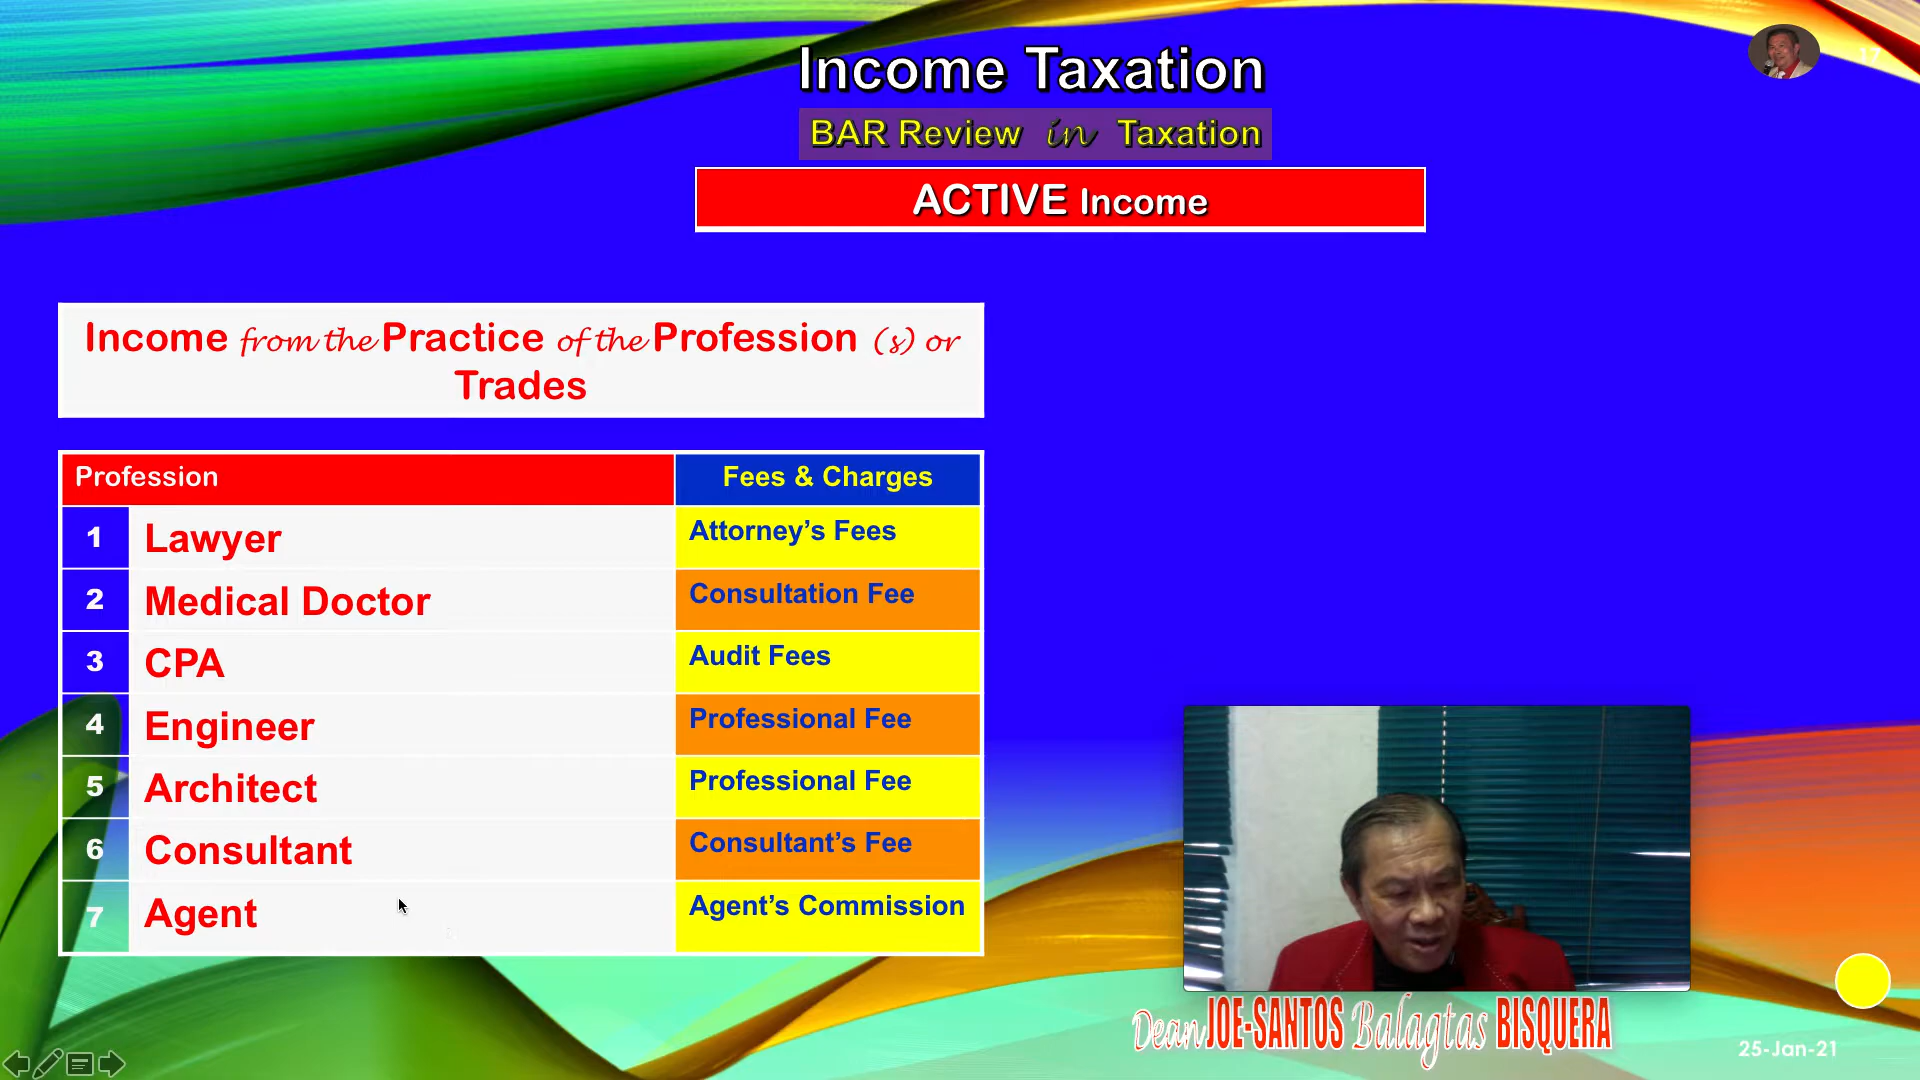 17
Income Taxation
BAR Review in Taxation
ACTIVE Income
Income from the Practice of the Profession (s) or
Trades
Profession Fees & Charges
1 Lawyer Attorney’s Fees
2 Medical Doctor Consultation Fee
3 CPA Audit Fees
4 Engineer Professional Fee
5 Architect Professional Fee
6 Consultant Consultant’s Fee
7 Agent Agent’s Commission
Dean JOE-SANTOS Balagtas BISQUERA
25-Jan-21